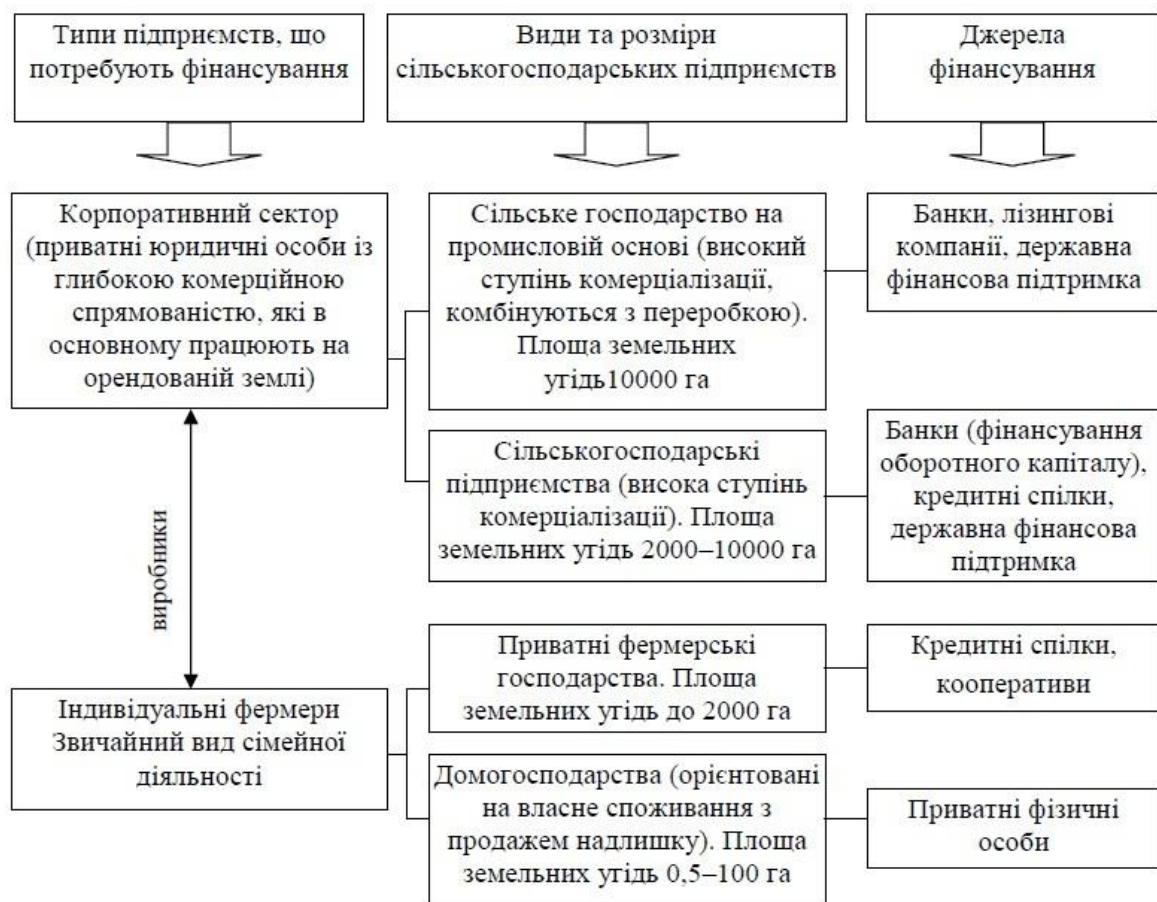 Типи підприємств, що
потребують фінансування
Види та розміри
сільськогосподарських підприємств
Джерела
фінансування
Корпоративний сектор
(приватні юридичні особи із
глибокою комерційною
спрямованістю, які в
основному працюють на
орендованій землі)
Сільське господарство на
промисловій основі (високий
ступінь комерціалізації,
комбінуються з переробкою).
Площа земельних
угідь10000 га
Банки, лізингові
компанії, державна
фінансова підтримка
Сільськогосподарські
підприємства (висока ступінь
комерціалізації). Площа
земельних угідь 2000–10000 га
Банки (фінансування
оборотного капіталу),
кредитні спілки,
державна фінансова
підтримка
виробники
Індивідуальні фермери
Звичайний вид сімейної
діяльності
Приватні фермерські
господарства. Площа
земельних угідь до 2000 га
Кредитні спілки,
кооперативи
Домогосподарства (орієнтовані
на власне споживання з
продажем надлишку). Площа
земельних угідь 0,5–100 га
Приватні фізичні
особи